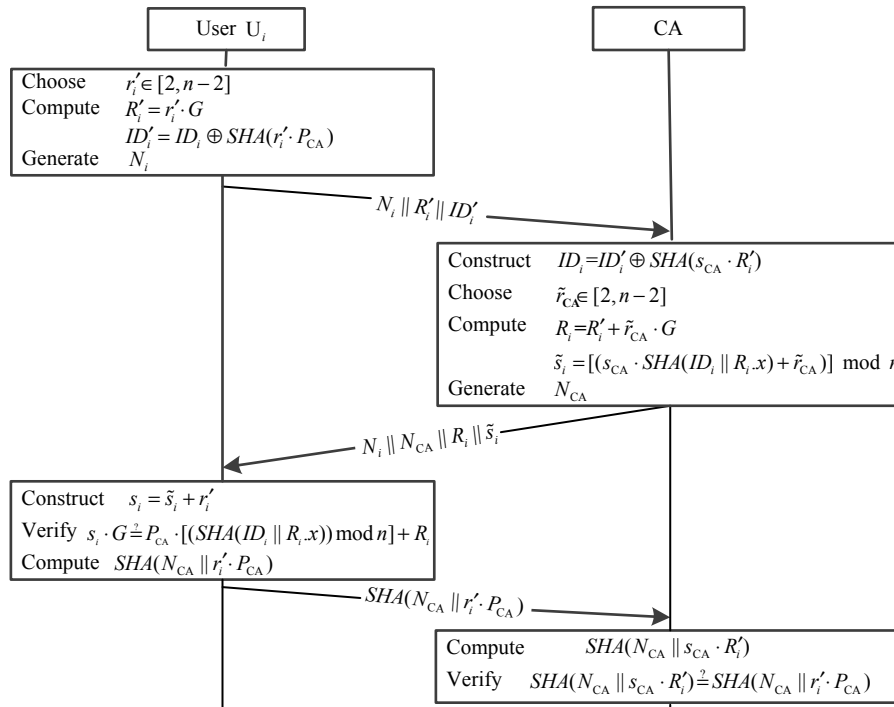 User U_i
CA
Choose r_i′ ∈ [2, n − 2]
Compute R_i′ = r_i′ · G
ID_i′ = ID_i ⊕ SHA(r_i′ · P_CA)
Generate N_i
N_i || R_i′ || ID_i′
Construct ID_i = ID_i′ ⊕ SHA(s_CA · R_i′)
Choose r̃_CA ∈ [2, n − 2]
Compute R_i = R_i′ + r̃_CA · G
s̃_i = [(s_CA · SHA(ID_i || R_i.x) + r̃_CA)] mod n
Generate N_CA
N_i || N_CA || R_i || s̃_i
Construct s_i = s̃_i + r_i′
Verify s_i · G ≟ P_CA · [(SHA(ID_i || R_i.x)) mod n] + R_i
Compute SHA(N_CA || r_i′ · P_CA)
SHA(N_CA || r_i′ · P_CA)
Compute SHA(N_CA || s_CA · R_i′)
Verify SHA(N_CA || s_CA · R_i′) ≟ SHA(N_CA || r_i′ · P_CA)